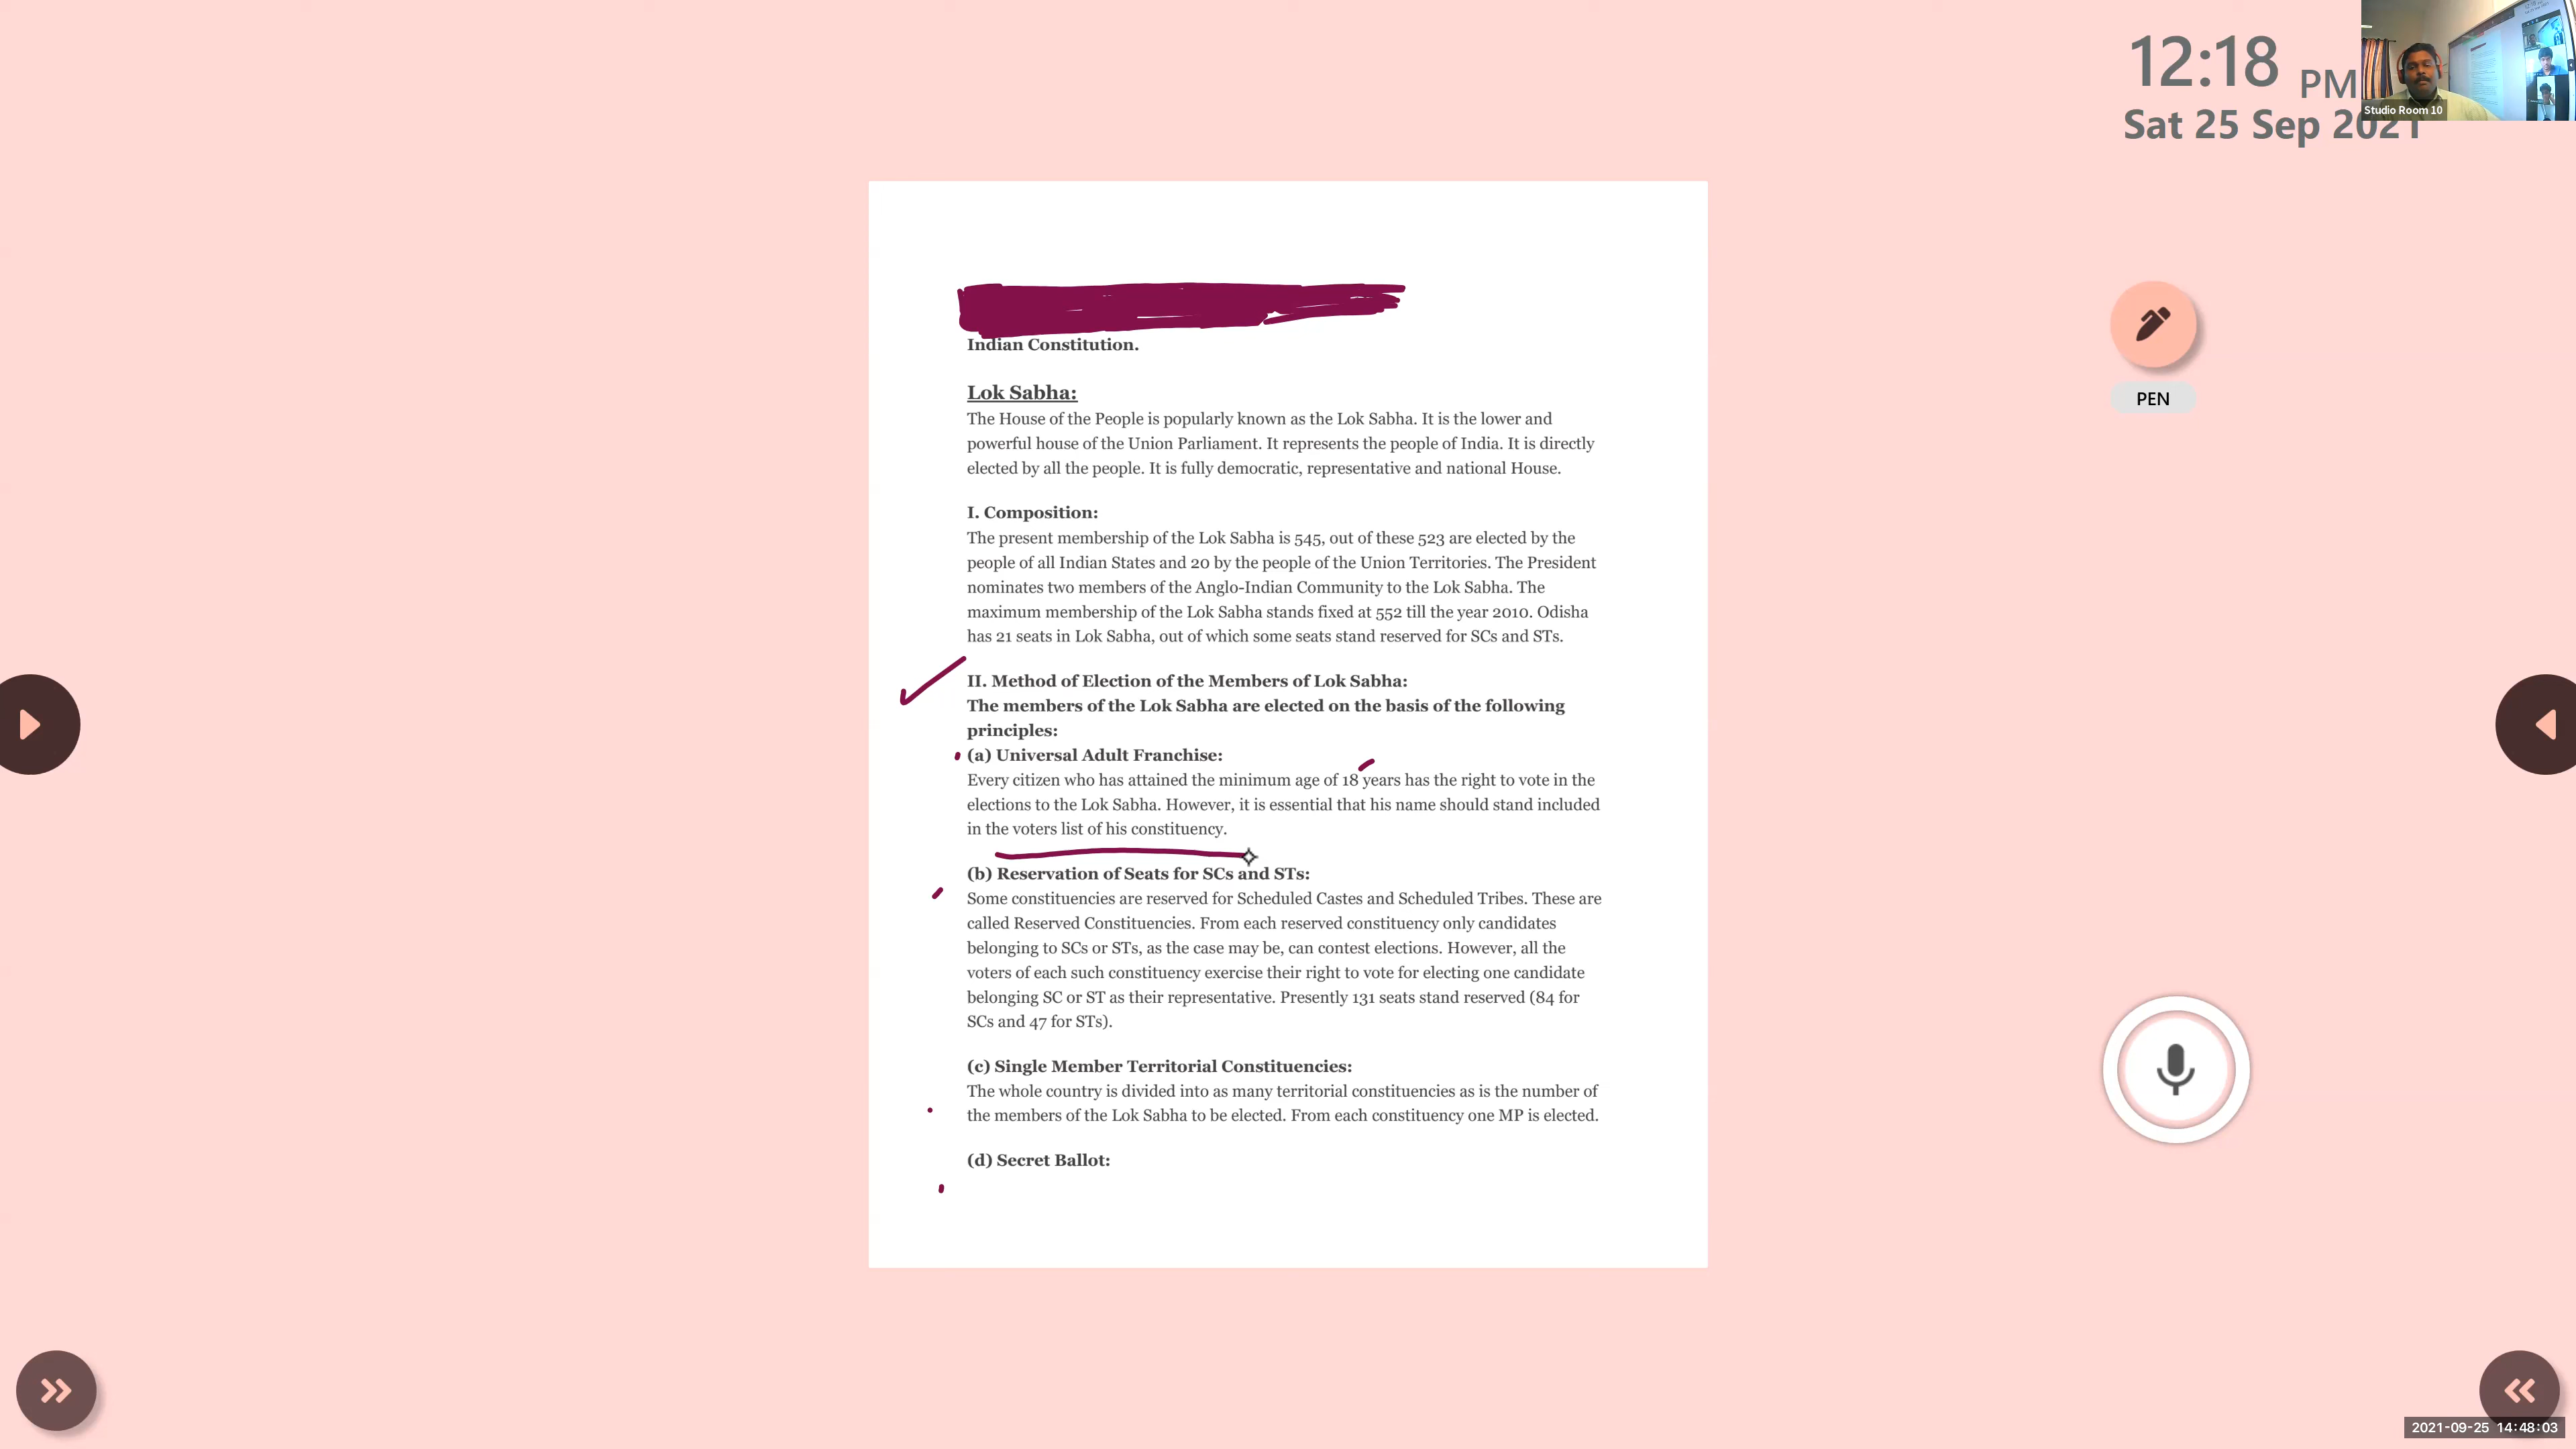 12:18 PM
Sat 25 Sep 2021
Studio Room 10
Indian Constitution.
Lok Sabha:
The House of the People is popularly known as the Lok Sabha. It is the lower and
powerful house of the Union Parliament. It represents the people of India. It is directly
elected by all the people. It is fully democratic, representative and national House.
I. Composition:
The present membership of the Lok Sabha is 545, out of these 523 are elected by the
people of all Indian States and 20 by the people of the Union Territories. The President
nominates two members of the Anglo-Indian Community to the Lok Sabha. The
maximum membership of the Lok Sabha stands fixed at 552 till the year 2010. Odisha
has 21 seats in Lok Sabha, out of which some seats stand reserved for SCs and STs.
II. Method of Election of the Members of Lok Sabha:
The members of the Lok Sabha are elected on the basis of the following
principles:
(a) Universal Adult Franchise:
Every citizen who has attained the minimum age of 18 years has the right to vote in the
elections to the Lok Sabha. However, it is essential that his name should stand included
in the voters list of his constituency.
(b) Reservation of Seats for SCs and STs:
Some constituencies are reserved for Scheduled Castes and Scheduled Tribes. These are
called Reserved Constituencies. From each reserved constituency only candidates
belonging to SCs or STs, as the case may be, can contest elections. However, all the
voters of each such constituency exercise their right to vote for electing one candidate
belonging SC or ST as their representative. Presently 131 seats stand reserved (84 for
SCs and 47 for STs).
(c) Single Member Territorial Constituencies:
The whole country is divided into as many territorial constituencies as is the number of
the members of the Lok Sabha to be elected. From each constituency one MP is elected.
(d) Secret Ballot:
PEN
2021-09-25 14:48:03